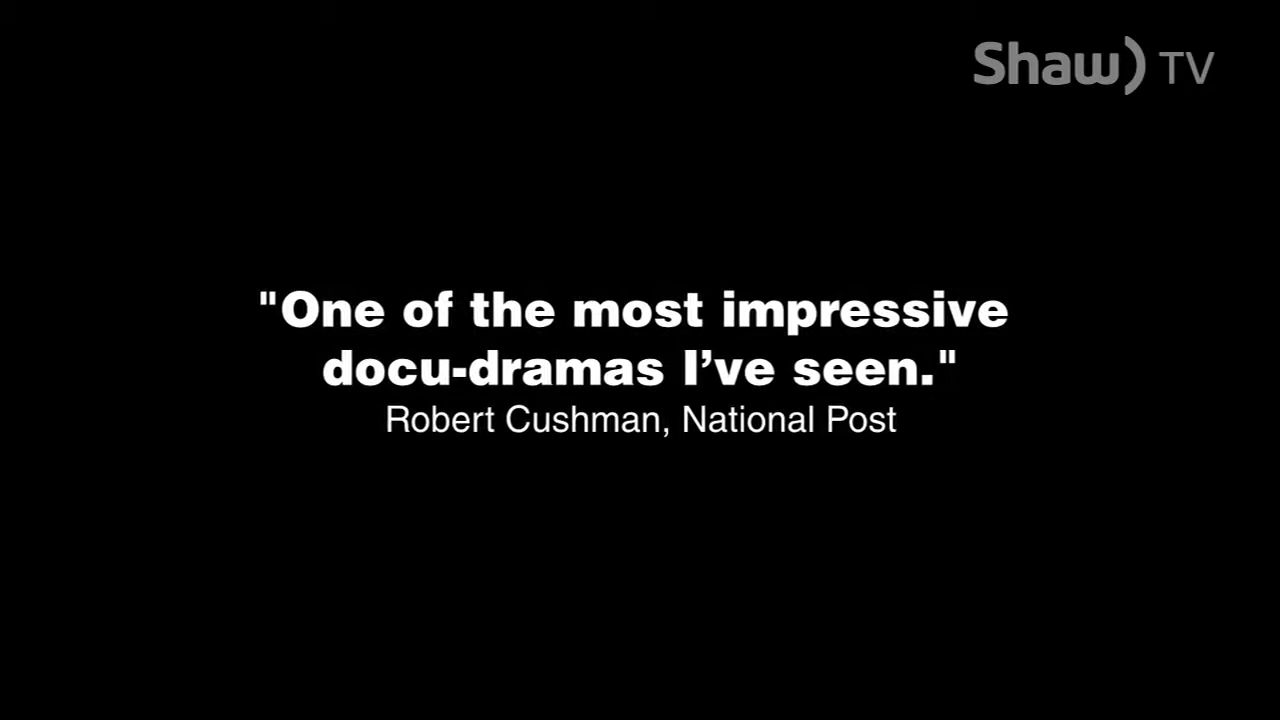 Shaw) TV
"One of the most impressive
docu-dramas I’ve seen."
Robert Cushman, National Post